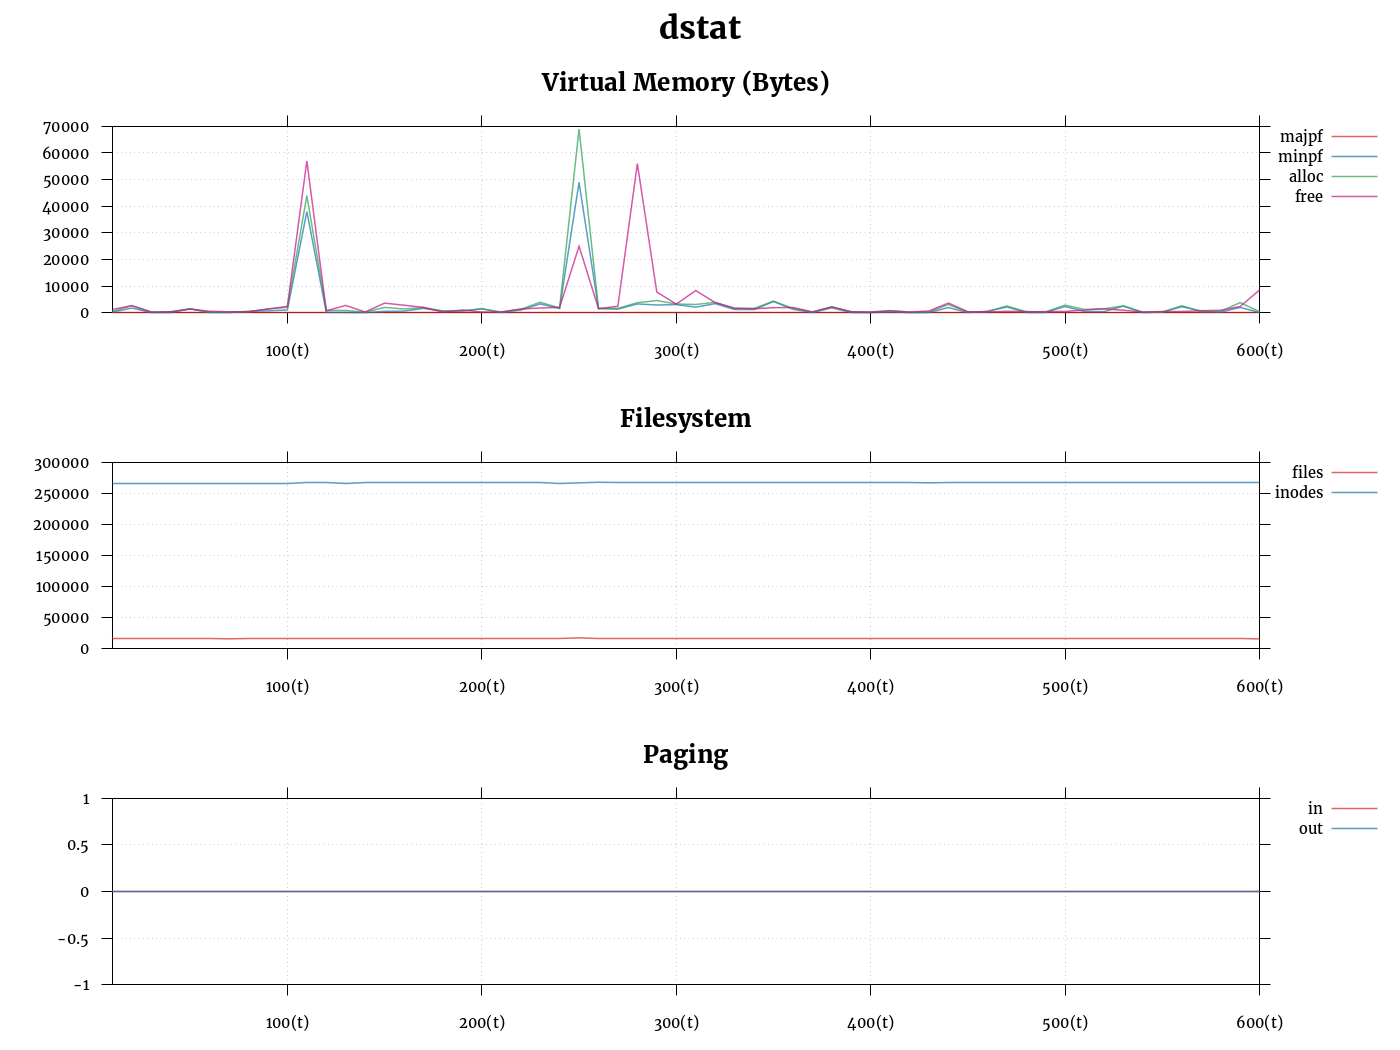 dstat
Virtual Memory (Bytes)
70000
60000
50000
40000
30000
20000
10000
0
100(t) 200(t) 300(t) 400(t) 500(t) 600(t)
majpf
minpf
alloc
free
Filesystem
300000
250000
200000
150000
100000
50000
0
100(t) 200(t) 300(t) 400(t) 500(t) 600(t)
files
inodes
Paging
1
0.5
0
-0.5
-1
100(t) 200(t) 300(t) 400(t) 500(t) 600(t)
in
out